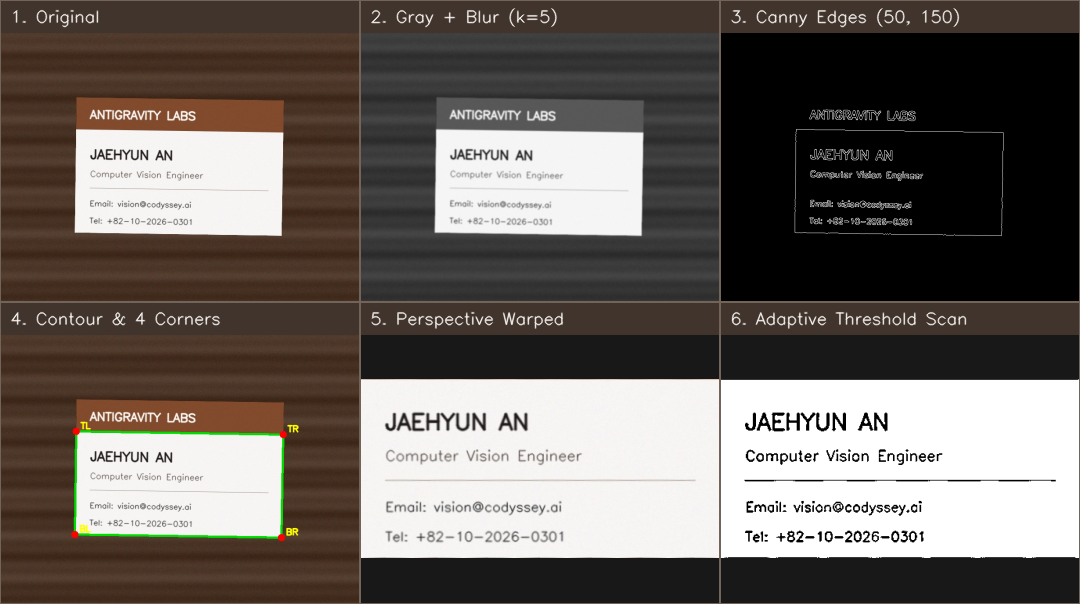 1. Original
ANTIGRAVITY LABS
JAEHYUN AN
Computer Vision Engineer
Email: vision@codyssey.ai
Tel: +82-10-2026-0301
2. Gray + Blur (k=5)
ANTIGRAVITY LABS
JAEHYUN AN
Computer Vision Engineer
Email: vision@codyssey.ai
Tel: +82-10-2026-0301
3. Canny Edges (50, 150)
ANTIGRAVITY LABS
JAEHYUN AN
Computer Vision Engineer
Email: vision@codyssey.ai
Tel: +82-10-2026-0301
4. Contour & 4 Corners
ANTIGRAVITY LABS
TL
TR
JAEHYUN AN
Computer Vision Engineer
Email: vision@codyssey.ai
Tel: +82-10-2026-0301
BR
5. Perspective Warped
JAEHYUN AN
Computer Vision Engineer
Email: vision@codyssey.ai
Tel: +82-10-2026-0301
6. Adaptive Threshold Scan
JAEHYUN AN
Computer Vision Engineer
Email: vision@codyssey.ai
Tel: +82-10-2026-0301